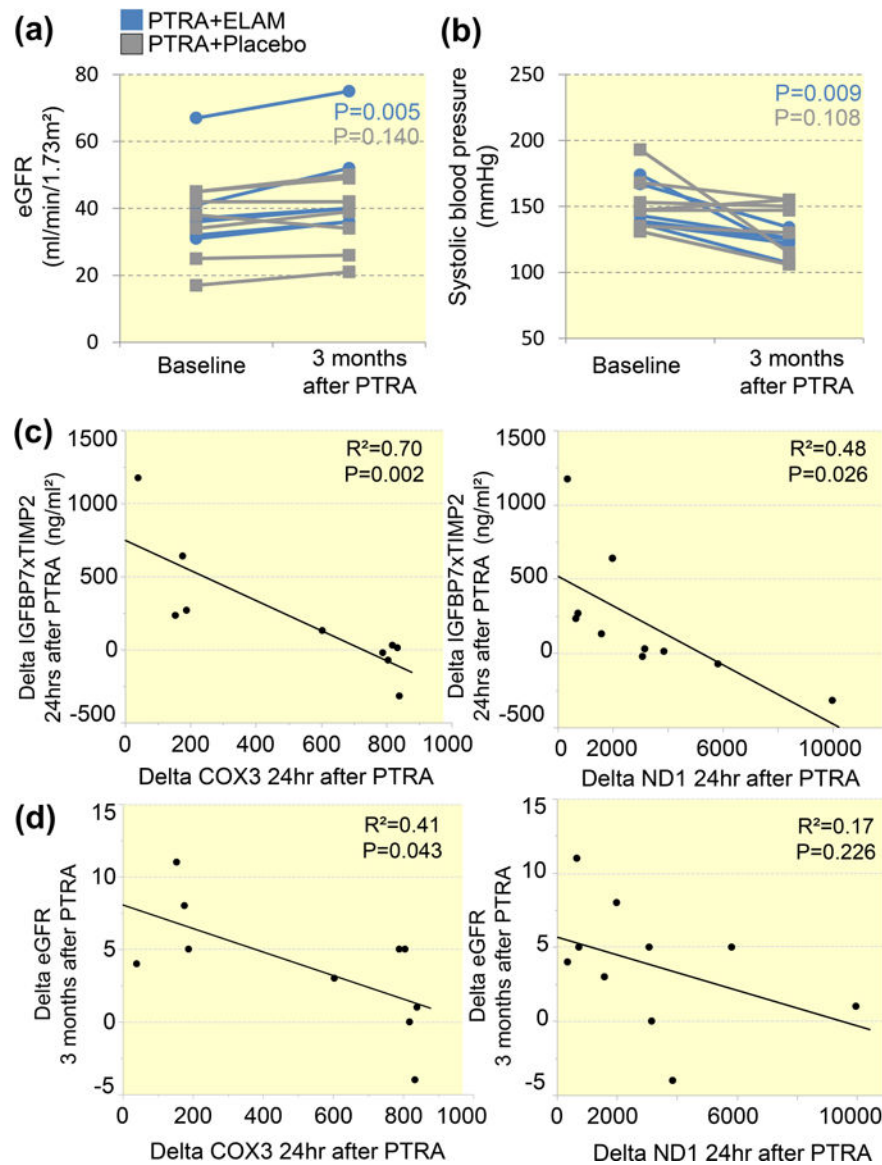 (a)
PTRA+ELAM
PTRA+Placebo
80
60
40
20
0
eGFR
(ml/min/1.73m²)
P=0.005
P=0.140
Baseline
3 months
after PTRA
(b)
250
200
150
100
50
Systolic blood pressure
(mmHg)
P=0.009
P=0.108
Baseline
3 months
after PTRA
(c)
1500
1000
500
0
-500
Delta IGFBP7xTIMP2
24hrs after PTRA (ng/ml²)
R²=0.70
P=0.002
0 200 400 600 800 1000
Delta COX3 24hr after PTRA
1500
1000
500
0
-500
Delta IGFBP7xTIMP2
24hrs after PTRA (ng/ml²)
R²=0.48
P=0.026
0 2000 6000 10000
Delta ND1 24hr after PTRA
(d)
15
10
5
0
-5
Delta eGFR
3 months after PTRA
R²=0.41
P=0.043
0 200 400 600 800 1000
Delta COX3 24hr after PTRA
15
10
5
0
-5
Delta eGFR
3 months after PTRA
R²=0.17
P=0.226
0 2000 6000 10000
Delta ND1 24hr after PTRA